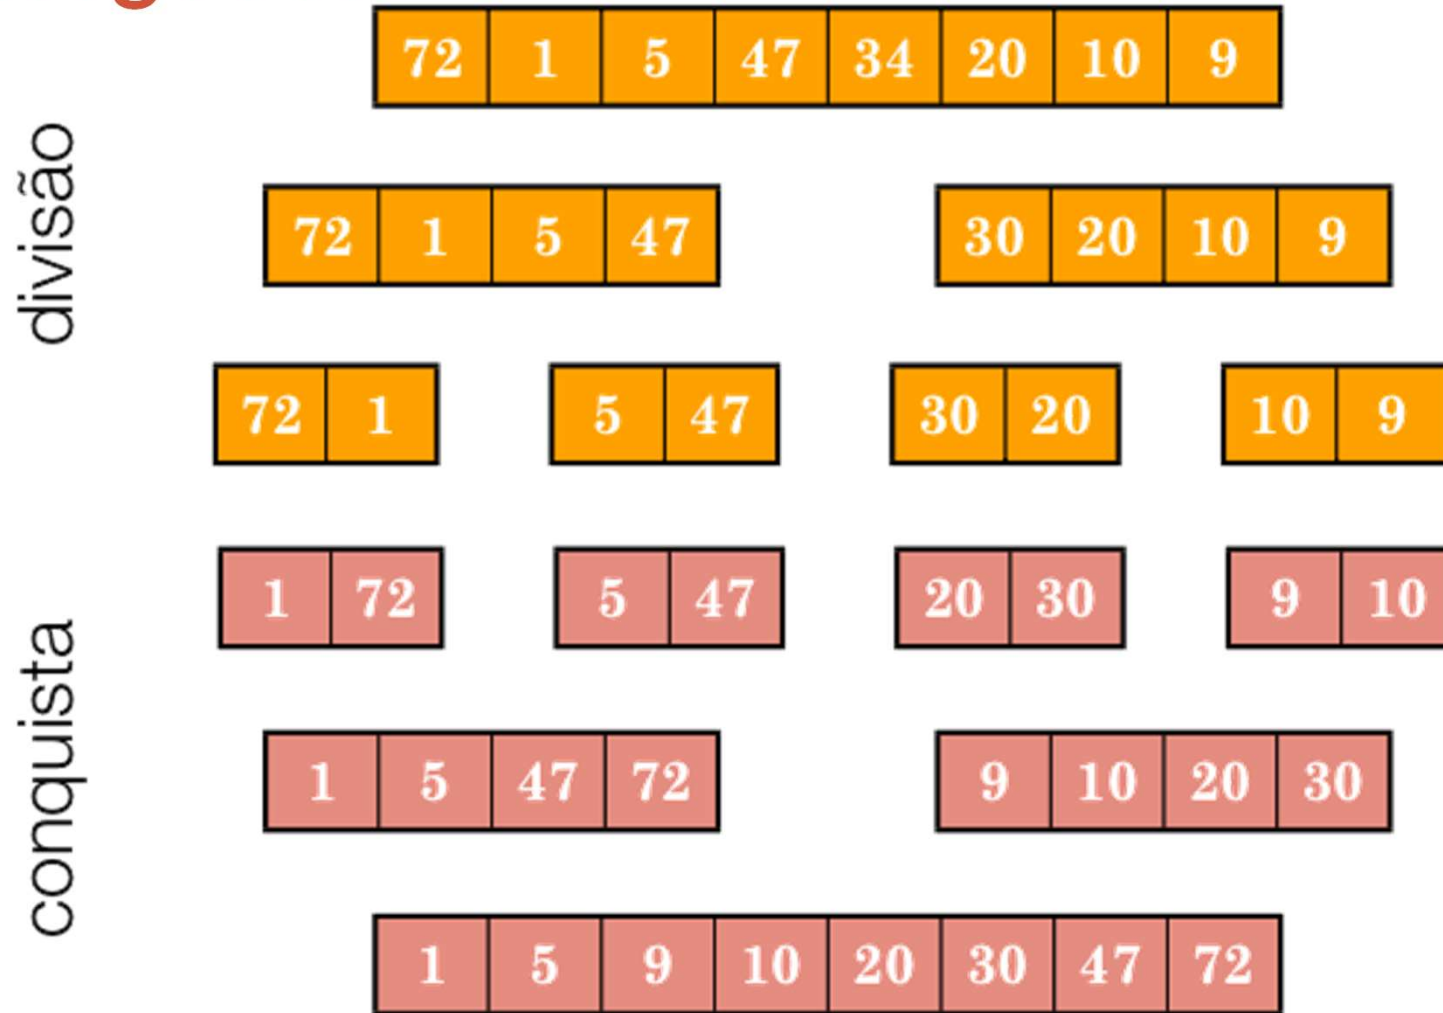 72 1 5 47 34 20 10 9
divisão
72 1 5 47 30 20 10 9
72 1 5 47 30 20 10 9
1 72 5 47 20 30 9 10
conquista
1 5 47 72 9 10 20 30
1 5 9 10 20 30 47 72